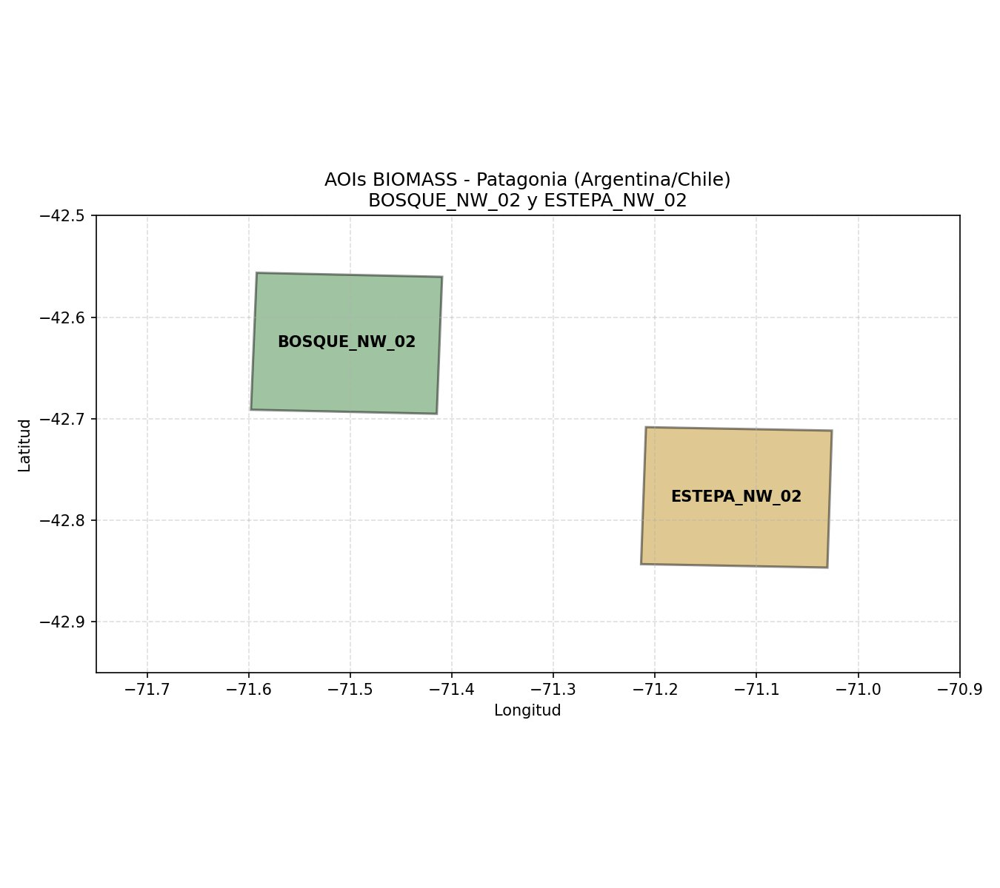 AOIs BIOMASS - Patagonia (Argentina/Chile)
BOSQUE_NW_02 y ESTEPA_NW_02
−42.5
−42.6
BOSQUE_NW_02
−42.7
Latitud
ESTEPA_NW_02
−42.8
−42.9
−71.7 −71.6 −71.5 −71.4 −71.3 −71.2 −71.1 −71.0 −70.9
Longitud